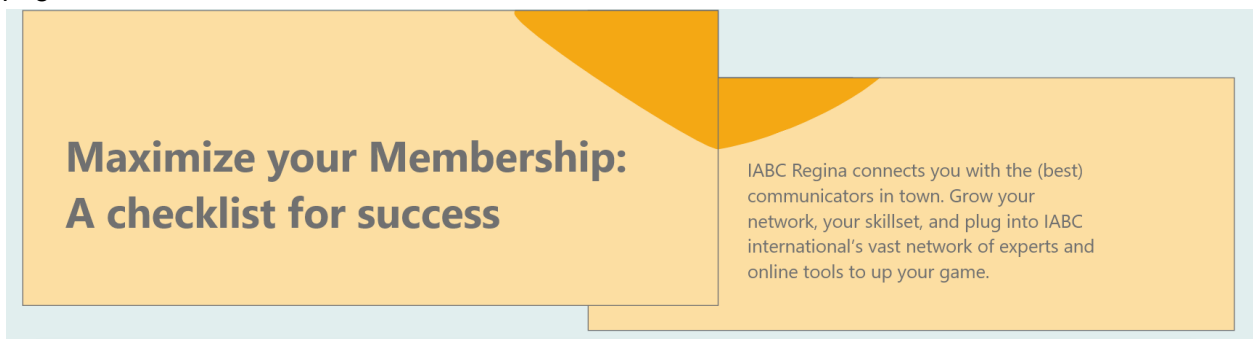 Maximize your Membership:
A checklist for success
IABC Regina connects you with the (best)
communicators in town. Grow your
network, your skillset, and plug into IABC
international's vast network of experts and
online tools to up your game.